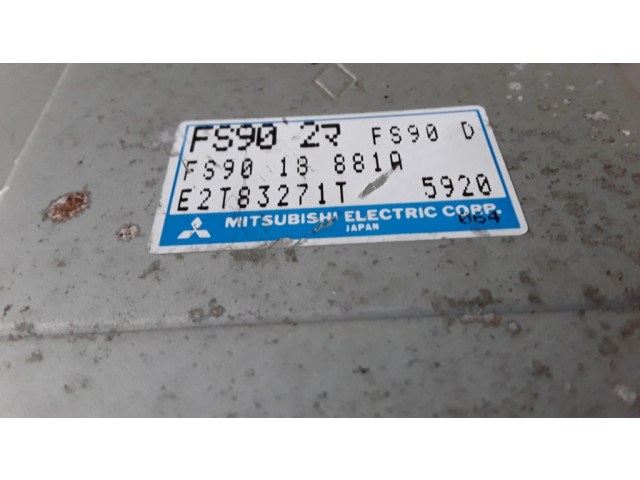 FS90 2R FS90 D
FS90 18 881A
E2T83271T 5920
MITSUBISHI ELECTRIC CORP.
JAPAN